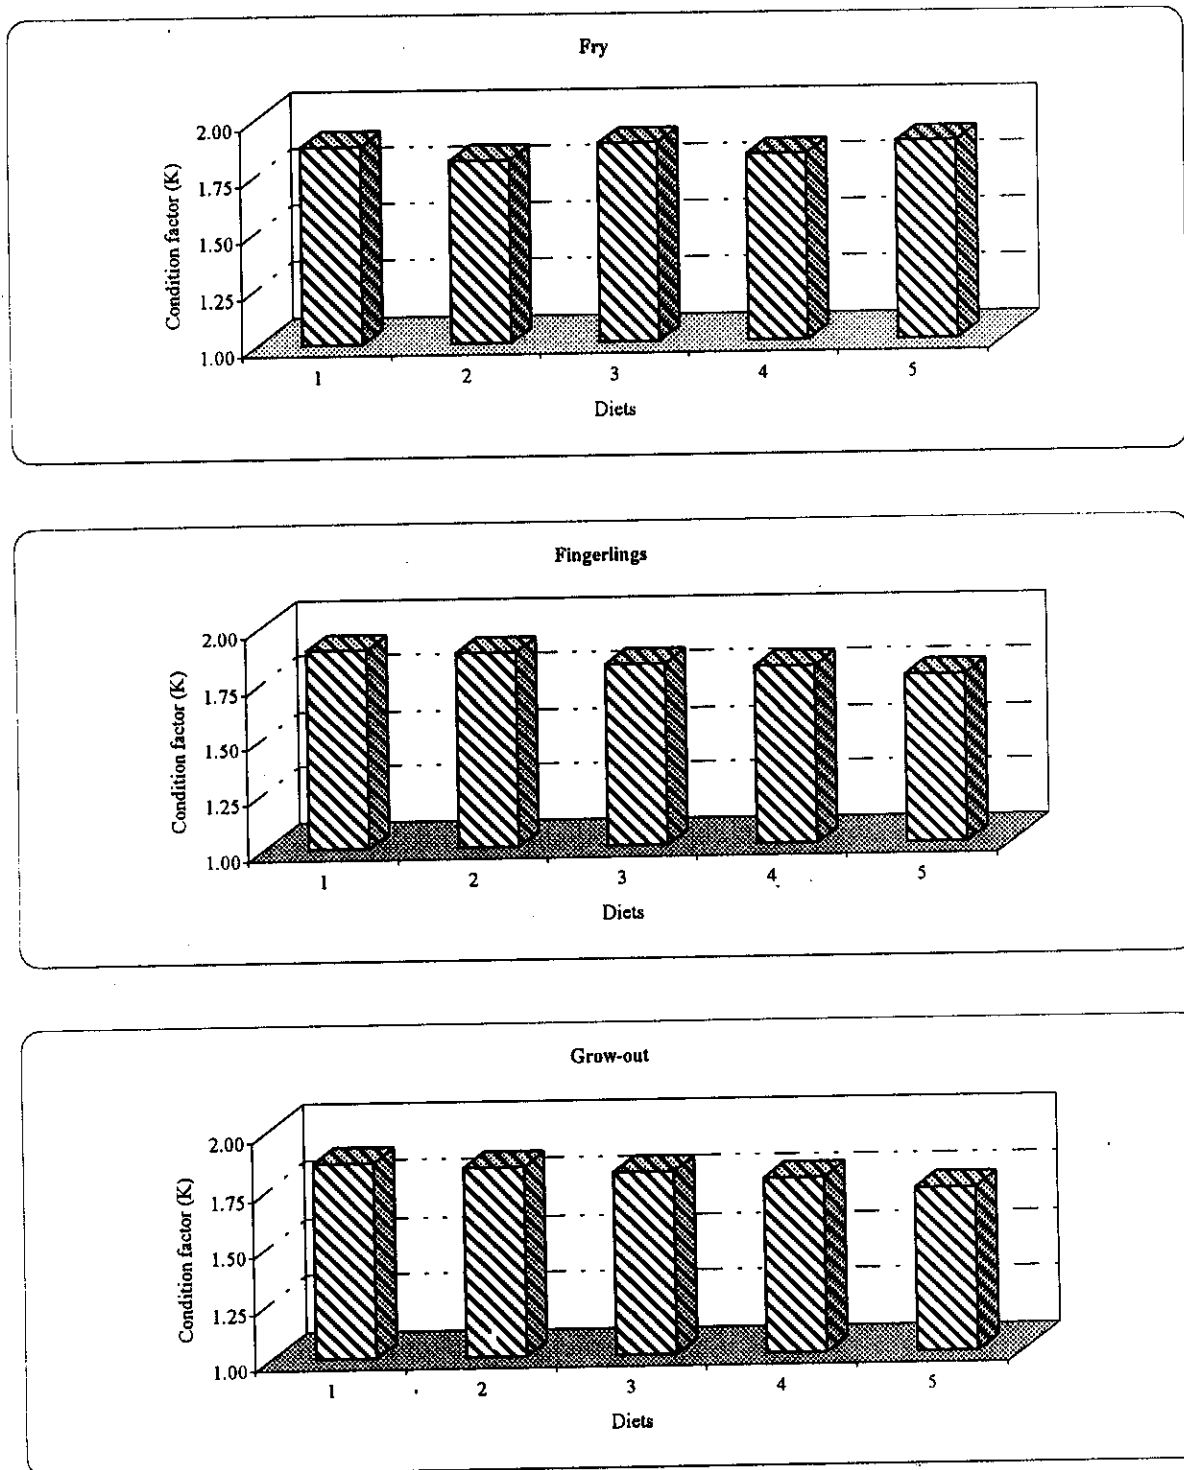 Fry
Condition factor (K)
2.00
1.75
1.50
1.25
1.00
1 2 3 4 5
Diets
Fingerlings
Condition factor (K)
2.00
1.75
1.50
1.25
1.00
1 2 3 4 5
Diets
Grow-out
Condition factor (K)
2.00
1.75
1.50
1.25
1.00
1 2 3 4 5
Diets